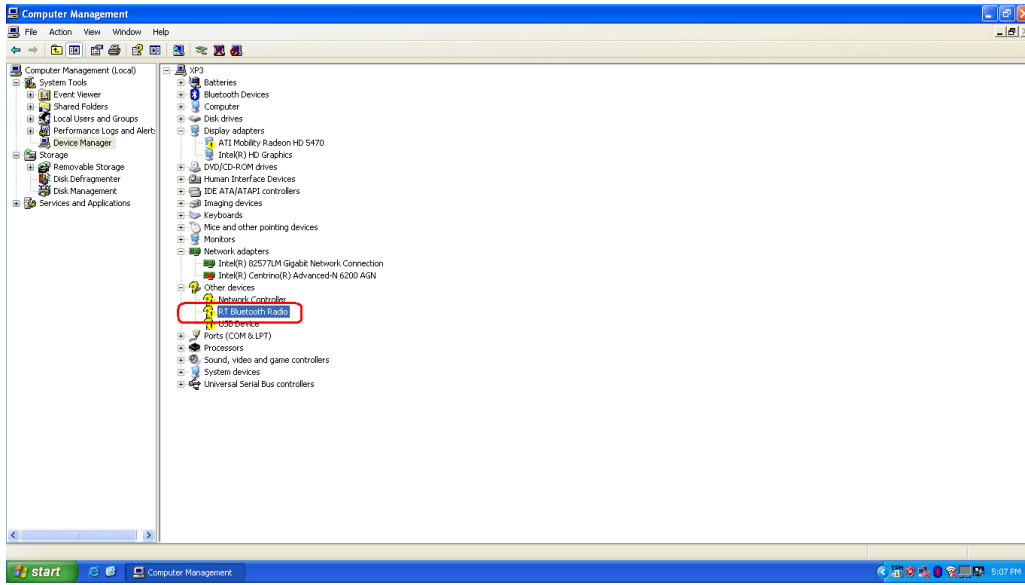 Computer Management
File Action View Window Help
Computer Management (Local)
System Tools
Event Viewer
Shared Folders
Local Users and Groups
Performance Logs and Alerts
Device Manager
Storage
Removable Storage
Disk Defragmenter
Disk Management
Services and Applications
XP3
Batteries
Bluetooth Devices
Computer
Disk drives
Display adapters
ATI Mobility Radeon HD 5470
Intel(R) HD Graphics
DVD/CD-ROM drives
Human Interface Devices
IDE ATA/ATAPI controllers
Imaging devices
Keyboards
Mice and other pointing devices
Monitors
Network adapters
Intel(R) 82577LM Gigabit Network Connection
Intel(R) Centrino(R) Advanced-N 6200 AGN
Other devices
Network Controller
RT Bluetooth Radio
USB Device
Ports (COM & LPT)
Processors
Sound, video and game controllers
System devices
Universal Serial Bus controllers
start
Computer Management
5:07 PM